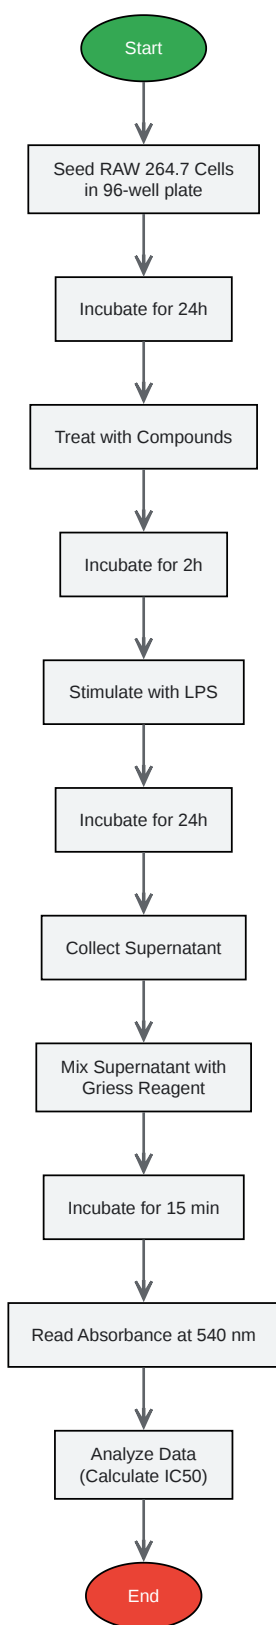 Start
Seed RAW 264.7 Cells
in 96-well plate
Incubate for 24h
Treat with Compounds
Incubate for 2h
Stimulate with LPS
Incubate for 24h
Collect Supernatant
Mix Supernatant with
Griess Reagent
Incubate for 15 min
Read Absorbance at 540 nm
Analyze Data
(Calculate IC50)
End